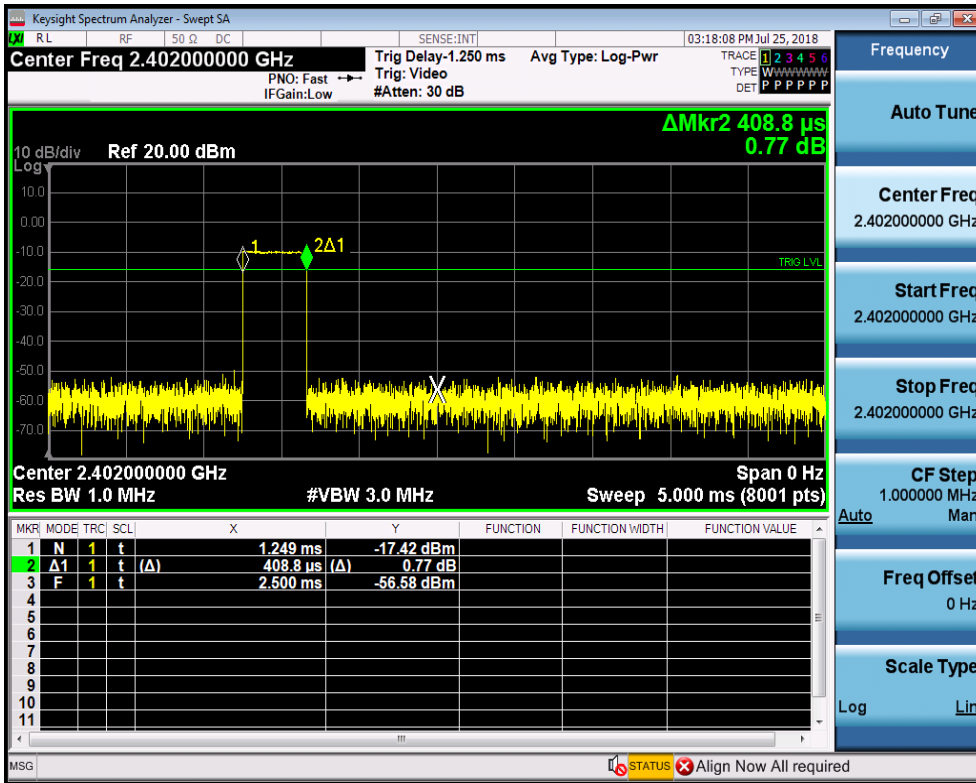 Keysight Spectrum Analyzer - Swept SA
LXI RL RF 50 Ω DC SENSE:INT 03:18:08 PM Jul 25, 2018
Center Freq 2.402000000 GHz
PNO: Fast
IFGain:Low
Trig Delay-1.250 ms
Trig: Video
#Atten: 30 dB
Avg Type: Log-Pwr
TRACE 1 2 3 4 5 6
TYPE WWWWWW
DET P P P P P P
ΔMkr2 408.8 µs
0.77 dB
10 dB/div Ref 20.00 dBm
Log
10.0
0.00
-10.0
-20.0
-30.0
-40.0
-50.0
-60.0
-70.0
1
2Δ1
TRIG LVL
X
Center 2.402000000 GHz Span 0 Hz
Res BW 1.0 MHz #VBW 3.0 MHz Sweep 5.000 ms (8001 pts)
MKR MODE TRC SCL X Y FUNCTION FUNCTION WIDTH FUNCTION VALUE
1 N 1 t 1.249 ms -17.42 dBm
2 Δ1 1 t (Δ) 408.8 µs (Δ) 0.77 dB
3 F 1 t 2.500 ms -56.58 dBm
4
5
6
7
8
9
10
11
MSG STATUS Align Now All required
Frequency
Auto Tune
Center Freq
2.402000000 GHz
Start Freq
2.402000000 GHz
Stop Freq
2.402000000 GHz
CF Step
1.000000 MHz
Auto Man
Freq Offset
0 Hz
Scale Type
Log Lin